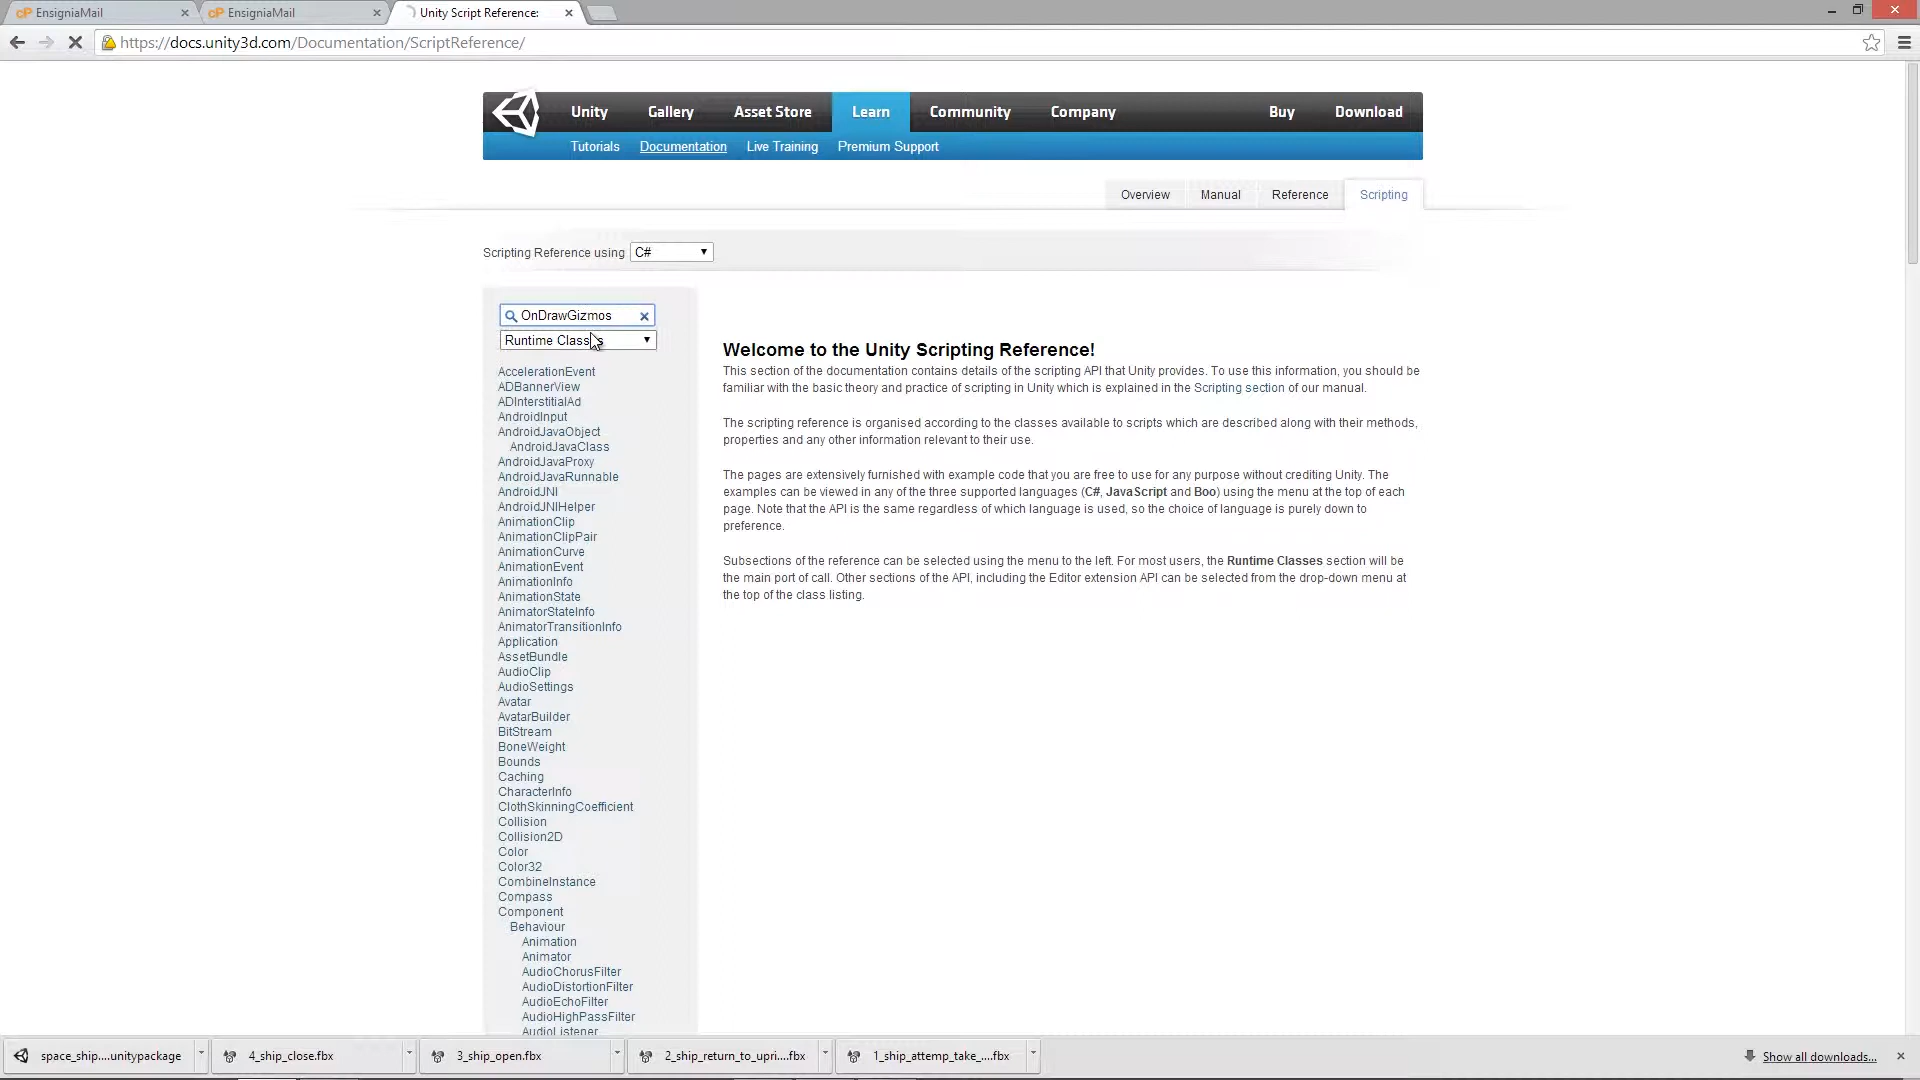 EnsigniaMail
EnsigniaMail
Unity Script Reference:
https://docs.unity3d.com/Documentation/ScriptReference/
Unity Gallery Asset Store Learn Community Company Buy Download
Tutorials Documentation Live Training Premium Support
Overview Manual Reference Scripting
Scripting Reference using C#
OnDrawGizmos
Runtime Classes
AccelerationEvent
ADBannerView
ADInterstitialAd
AndroidInput
AndroidJavaObject
AndroidJavaClass
AndroidJavaProxy
AndroidJavaRunnable
AndroidJNI
AndroidJNIHelper
AnimationClip
AnimationClipPair
AnimationCurve
AnimationEvent
AnimationInfo
AnimationState
AnimatorStateInfo
AnimatorTransitionInfo
Application
AssetBundle
AudioClip
AudioSettings
Avatar
AvatarBuilder
BitStream
BoneWeight
Bounds
Caching
CharacterInfo
ClothSkinningCoefficient
Collision
Collision2D
Color
Color32
CombineInstance
Compass
Component
Behaviour
Animation
Animator
AudioChorusFilter
AudioDistortionFilter
AudioEchoFilter
AudioHighPassFilter
AudioListener
Welcome to the Unity Scripting Reference!
This section of the documentation contains details of the scripting API that Unity provides. To use this information, you should be
familiar with the basic theory and practice of scripting in Unity which is explained in the Scripting section of our manual.
The scripting reference is organised according to the classes available to scripts which are described along with their methods,
properties and any other information relevant to their use.
The pages are extensively furnished with example code that you are free to use for any purpose without crediting Unity. The
examples can be viewed in any of the three supported languages (C#, JavaScript and Boo) using the menu at the top of each
page. Note that the API is the same regardless of which language is used, so the choice of language is purely down to
preference.
Subsections of the reference can be selected using the menu to the left. For most users, the Runtime Classes section will be
the main port of call. Other sections of the API, including the Editor extension API can be selected from the drop-down menu at
the top of the class listing.
space_ship....unitypackage
4_ship_close.fbx
3_ship_open.fbx
2_ship_return_to_upri....fbx
1_ship_attemp_take_....fbx
Show all downloads...